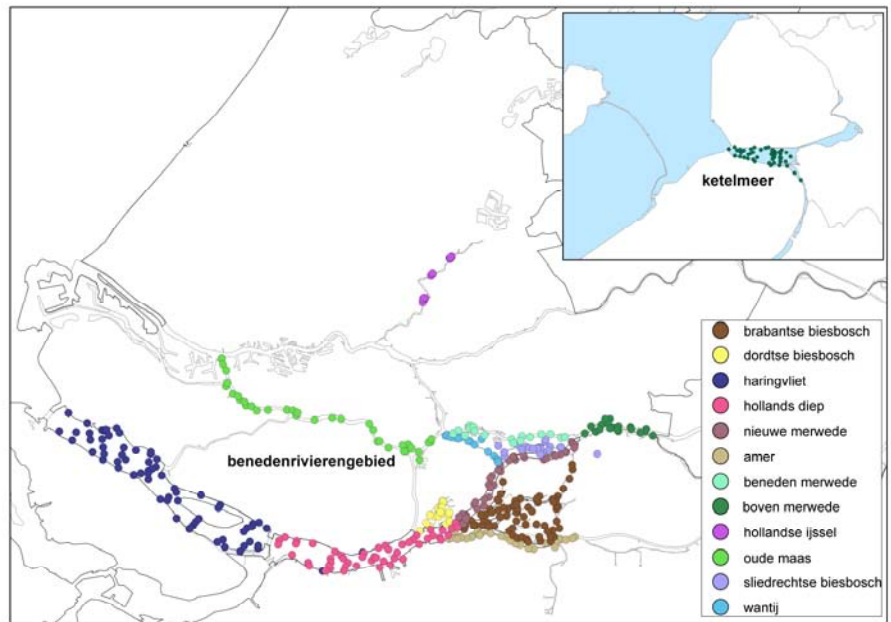 ketelmeer
benedenrivierengebied
brabantse biesbosch
dordtse biesbosch
haringvliet
hollands diep
nieuwe merwede
amer
beneden merwede
boven merwede
hollandse ijssel
oude maas
sliedrechtse biesbosch
wantij